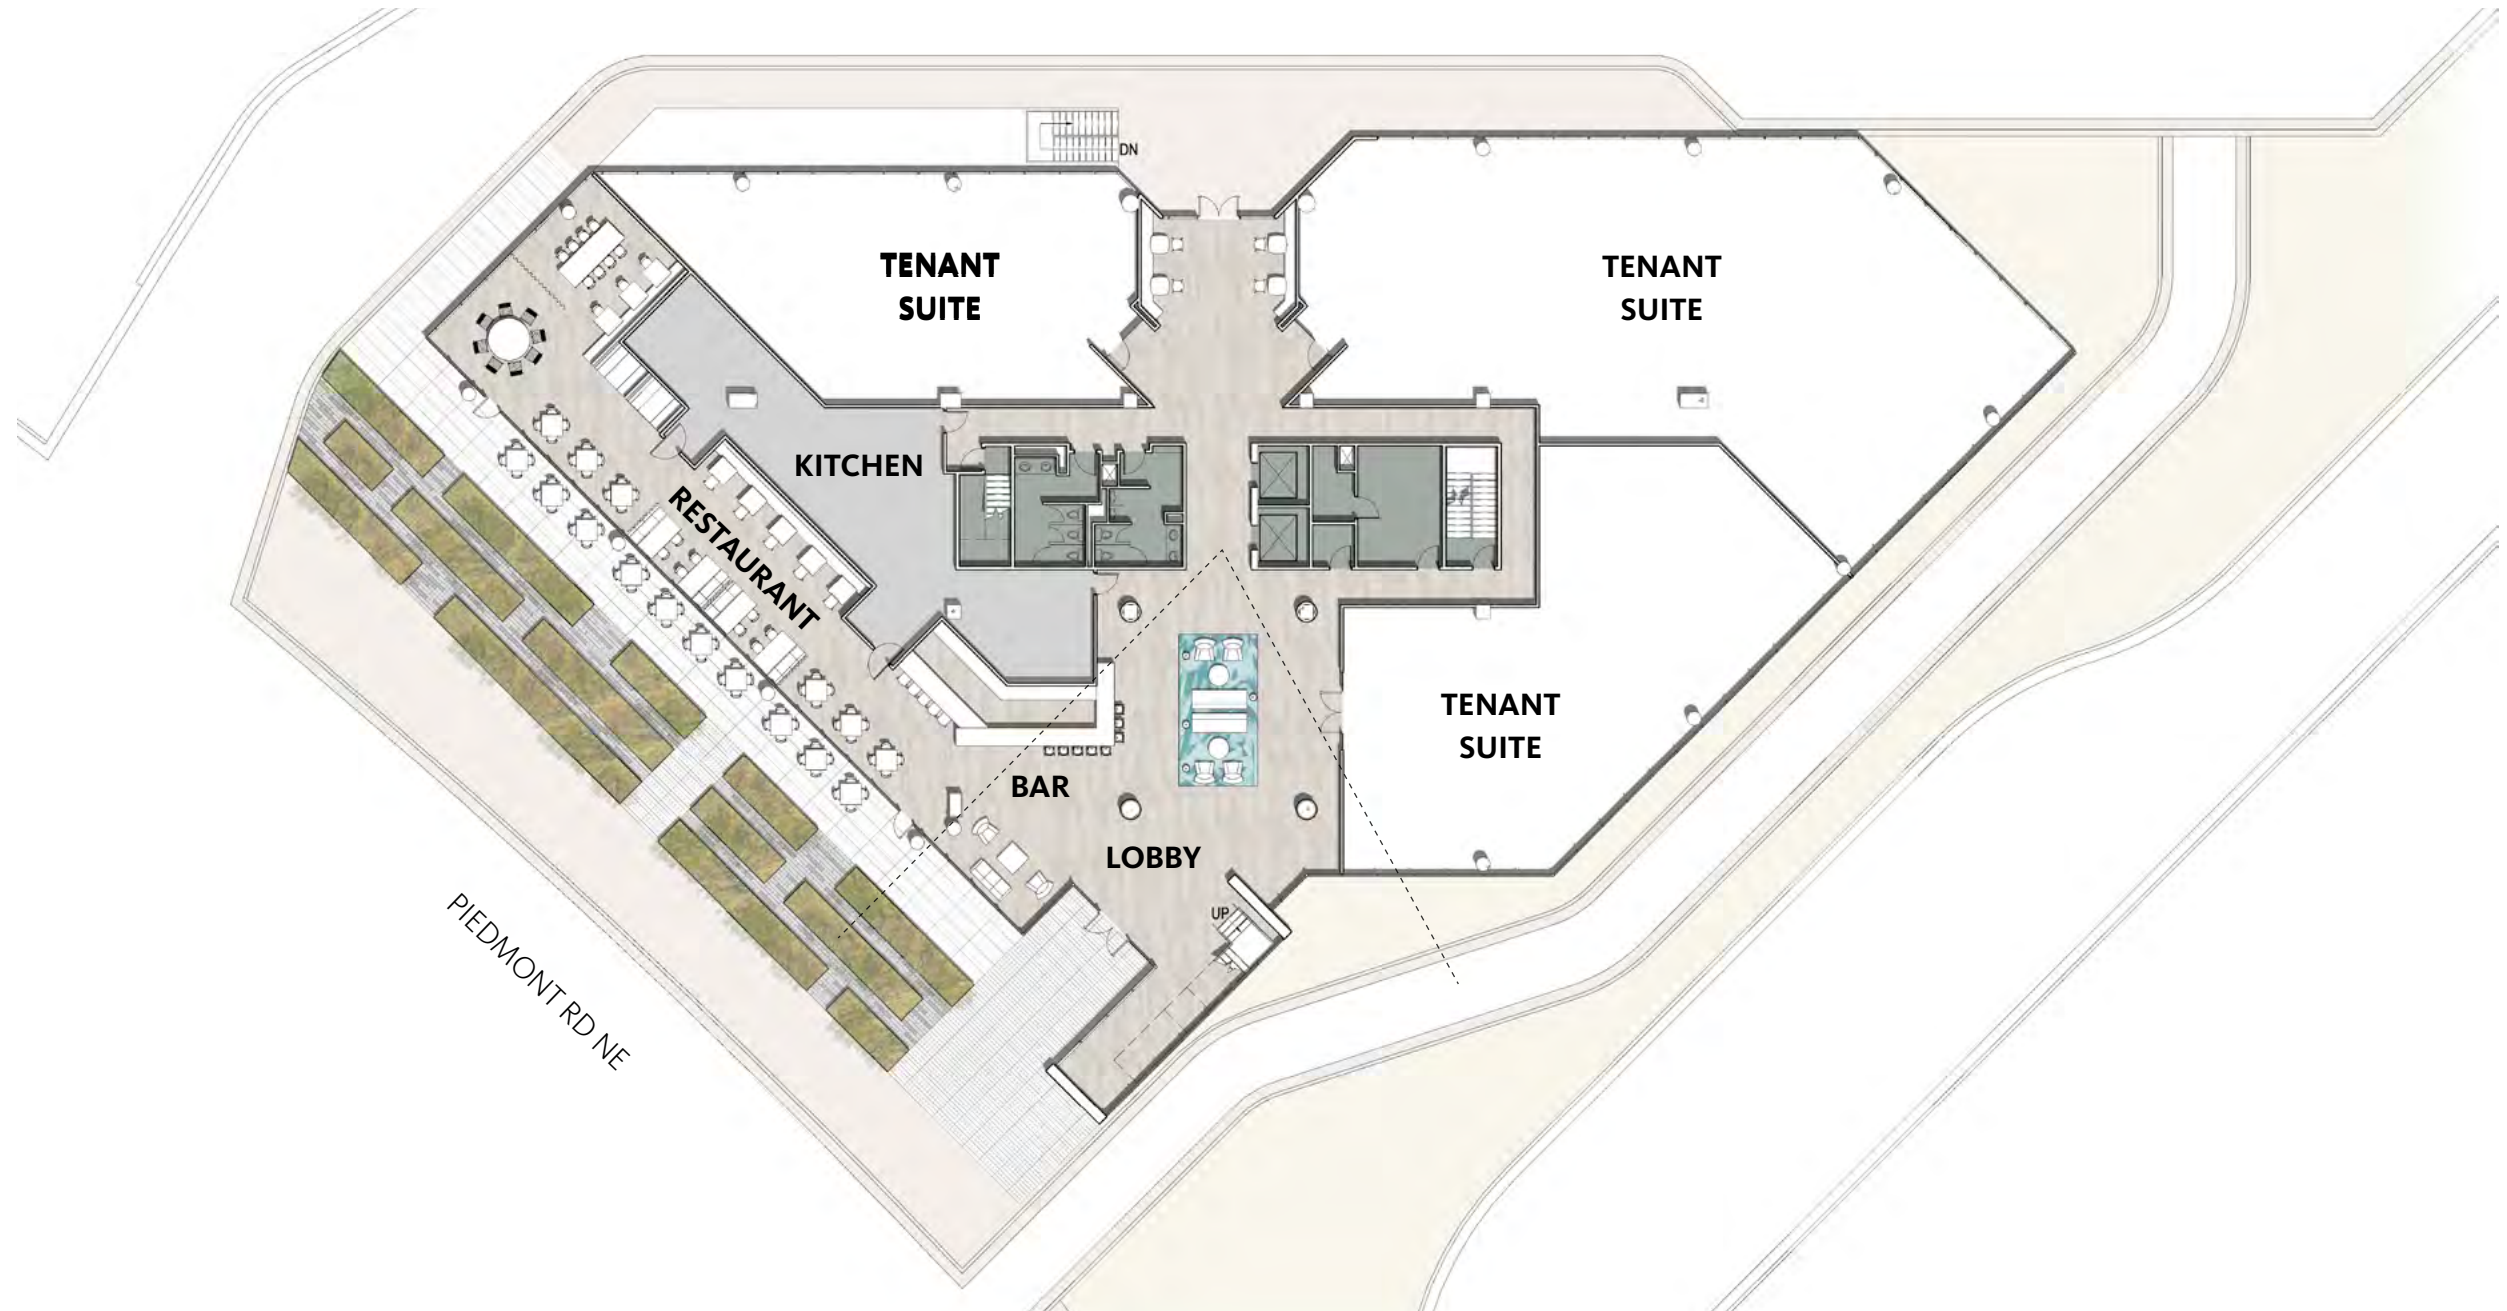 DN
TENANT
SUITE
TENANT
SUITE
KITCHEN
RESTAURANT
TENANT
SUITE
BAR
LOBBY
UP
PIEDMONT RD NE